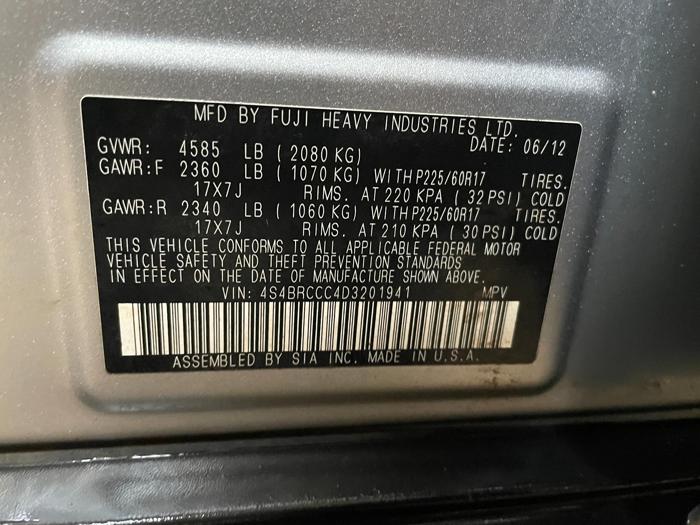 MFD BY FUJI HEAVY INDUSTRIES LTD.
DATE: 06/12
GVWR: 4585 LB ( 2080 KG)
GAWR:F 2360 LB ( 1070 KG) WITHP225/60R17 TIRES.
17X7J RIMS. AT 220 KPA ( 32 PSI) COLD
GAWR:R 2340 LB ( 1060 KG) WITHP225/60R17 TIRES.
17X7J RIMS. AT 210 KPA ( 30 PSI) COLD
THIS VEHICLE CONFORMS TO ALL APPLICABLE FEDERAL MOTOR
VEHICLE SAFETY AND THEFT PREVENTION STANDARDS
IN EFFECT ON THE DATE OF MANUFACTURE SHOWN ABOVE.
VIN: 4S4BRCCC4D3201941 MPV
ASSEMBLED BY SIA INC. MADE IN U.S.A.